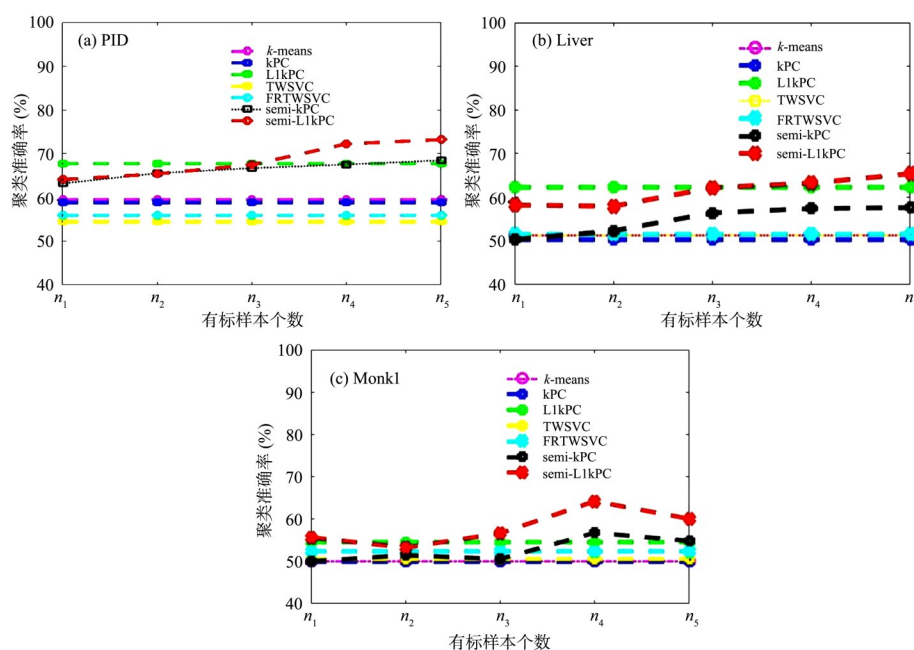 (a) PID
k-means
kPC
L1kPC
TWSVC
FRTWSVC
semi-kPC
semi-L1kPC
100
90
80
70
60
50
40
聚类准确率 (%)
n1
n2
n3
n4
n5
有标样本个数
(b) Liver
k-means
kPC
L1kPC
TWSVC
FRTWSVC
semi-kPC
semi-L1kPC
100
90
80
70
60
50
40
聚类准确率 (%)
n1
n2
n3
n4
n
有标样本个数
(c) Monk1
k-means
kPC
L1kPC
TWSVC
FRTWSVC
semi-kPC
semi-L1kPC
100
90
80
70
60
50
40
聚类准确率 (%)
n1
n2
n3
n4
n5
有标样本个数